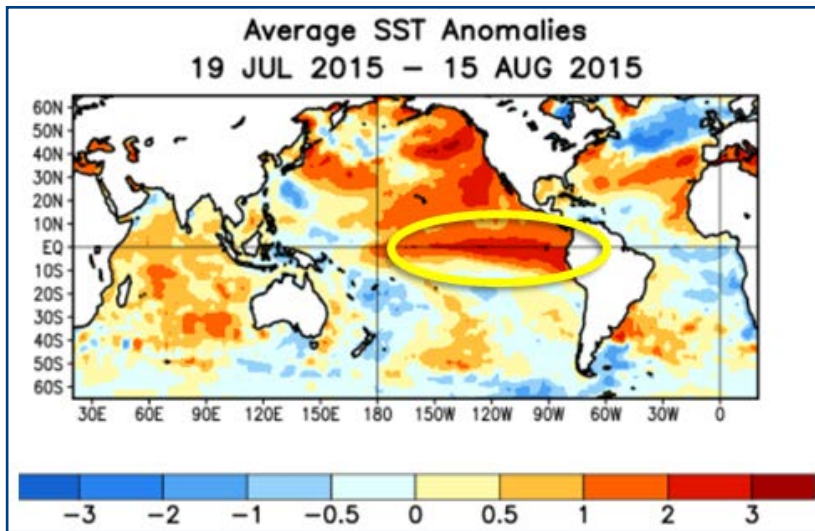 Average SST Anomalies
19 JUL 2015 – 15 AUG 2015
60N
50N
40N
30N
20N
10N
EQ
10S
20S
30S
40S
50S
60S
30E 60E 90E 120E 150E 180 150W 120W 90W 60W 30W 0
-3 -2 -1 -0.5 0 0.5 1 2 3